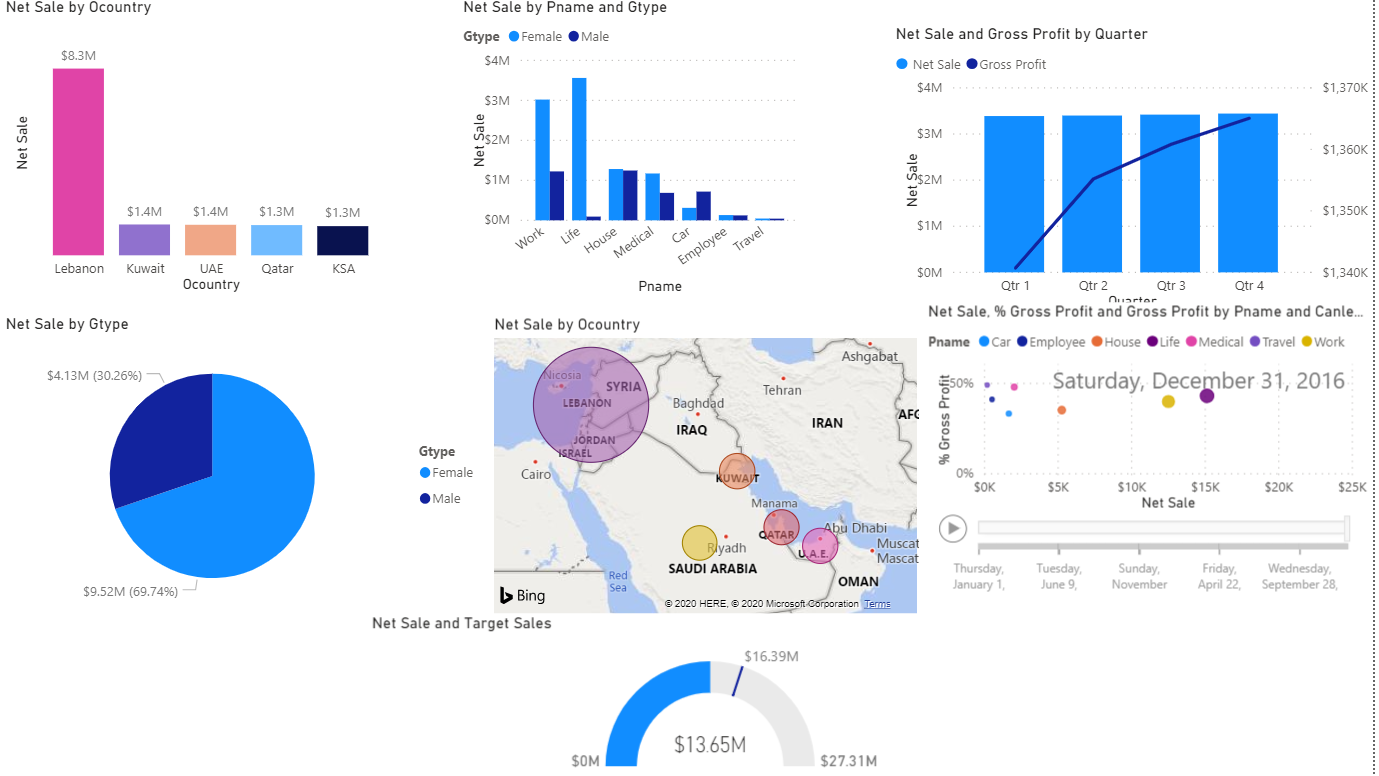 Net Sale by Ocountry
Net Sale
$8.3M
$1.4M
$1.4M
$1.3M
$1.3M
Lebanon
Kuwait
UAE
Qatar
KSA
Ocountry
Net Sale by Pname and Gtype
Gtype Female Male
$4M
$3M
$2M
$1M
$0M
Net Sale
Work
Life
House
Medical
Car
Employee
Travel
Pname
Net Sale and Gross Profit by Quarter
Net Sale Gross Profit
$4M
$3M
$2M
$1M
$0M
Net Sale
$1,370K
$1,360K
$1,350K
$1,340K
Qtr 1
Qtr 2
Qtr 3
Qtr 4
Quarter
Net Sale by Gtype
$4.13M (30.26%)
$9.52M (69.74%)
Gtype
Female
Male
Net Sale by Ocountry
Nicosia
SYRIA
LEBANON
JORDAN
ISRAEL
Cairo
Baghdad
IRAQ
Tehran
IRAN
Ashgabat
AFG
KUWAIT
Manama
QATAR
Abu Dhabi
U.A.E.
Riyadh
SAUDI ARABIA
Muscat
Mascat
OMAN
Red
Sea
Bing
© 2020 HERE, © 2020 Microsoft Corporation Terms
Net Sale, % Gross Profit and Gross Profit by Pname and Canle...
Pname Car Employee House Life Medical Travel Work
Saturday, December 31, 2016
50%
0%
% Gross Profit
$0K
$5K
$10K
$15K
$20K
$25K
Net Sale
Thursday,
January 1,
Tuesday,
June 9,
Sunday,
November
Friday,
April 22,
Wednesday,
September 28,
Net Sale and Target Sales
$16.39M
$13.65M
$0M
$27.31M